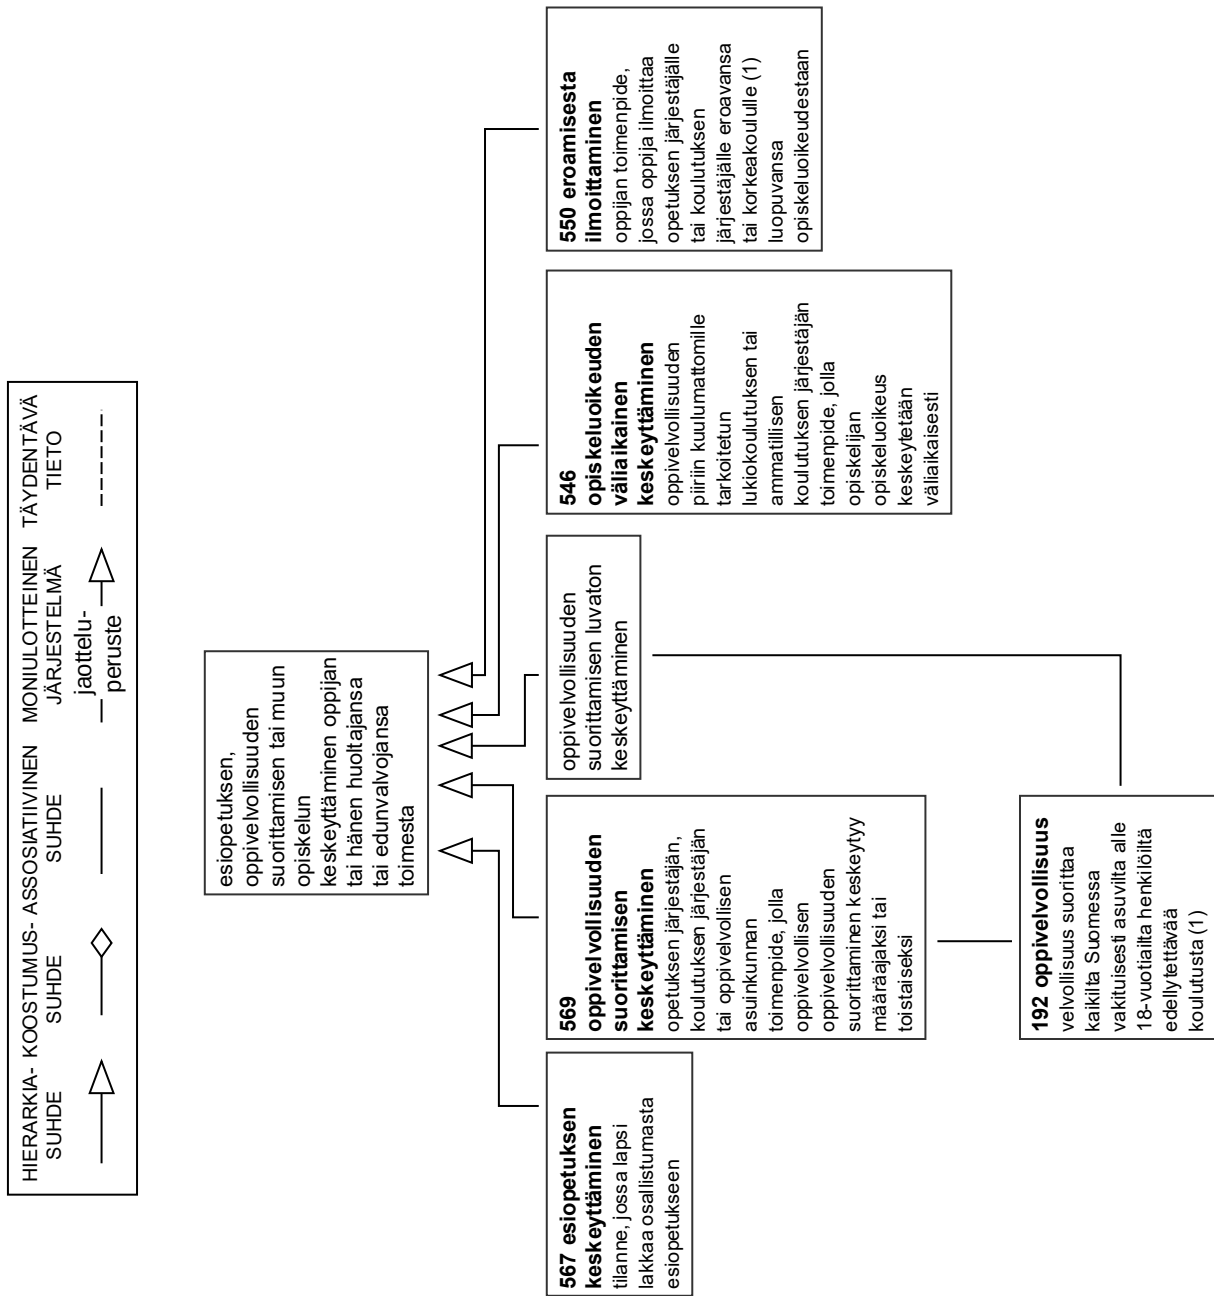 HIERARKIA-
SUHDE
KOOSTUMUS-
SUHDE
ASSOSIATIIVINEN
SUHDE
MONIULOTTEINEN
JÄRJESTELMÄ
jaottelu-
peruste
TÄYDENTÄVÄ
TIETO
esiopetuksen,
oppivelvollisuuden
suorittamisen tai muun
opiskelun
keskeyttäminen oppijan
tai hänen huoltajansa
tai edunvalvojansa
toimesta
567 esiopetuksen
keskeyttäminen
tilanne, jossa lapsi
lakkaa osallistumasta
esiopetukseen
569
oppivelvollisuuden
suorittamisen
keskeyttäminen
opetuksen järjestäjän,
koulutuksen järjestäjän
tai oppivelvollisen
asuinkunnan
toimenpide, jolla
oppivelvollisen
oppivelvollisuuden
suorittaminen keskeytyy
määräajaksi tai
toistaiseksi
oppivelvollisuuden
suorittamisen luvaton
keskeyttäminen
546
opiskeluoikeuden
väliaikainen
keskeyttäminen
oppivelvollisuuden
piiriin kuulumattomille
tarkoitetun
lukiokoulutuksen tai
ammatillisen
koulutuksen järjestäjän
toimenpide, jolla
opiskelijan
opiskeluoikeus
keskeytetään
väliaikaisesti
550 eroamisesta
ilmoittaminen
oppijan toimenpide,
jossa oppija ilmoittaa
opetuksen järjestäjälle
tai koulutuksen
järjestäjälle eroavansa
tai korkeakoululle (1)
luopuvansa
opiskeluoikeudestaan
192 oppivelvollisuus
velvollisuus suorittaa
kaikilta Suomessa
vakituisesti asuvilta alle
18-vuotiailta henkilöiltä
edellytettävää
koulutusta (1)